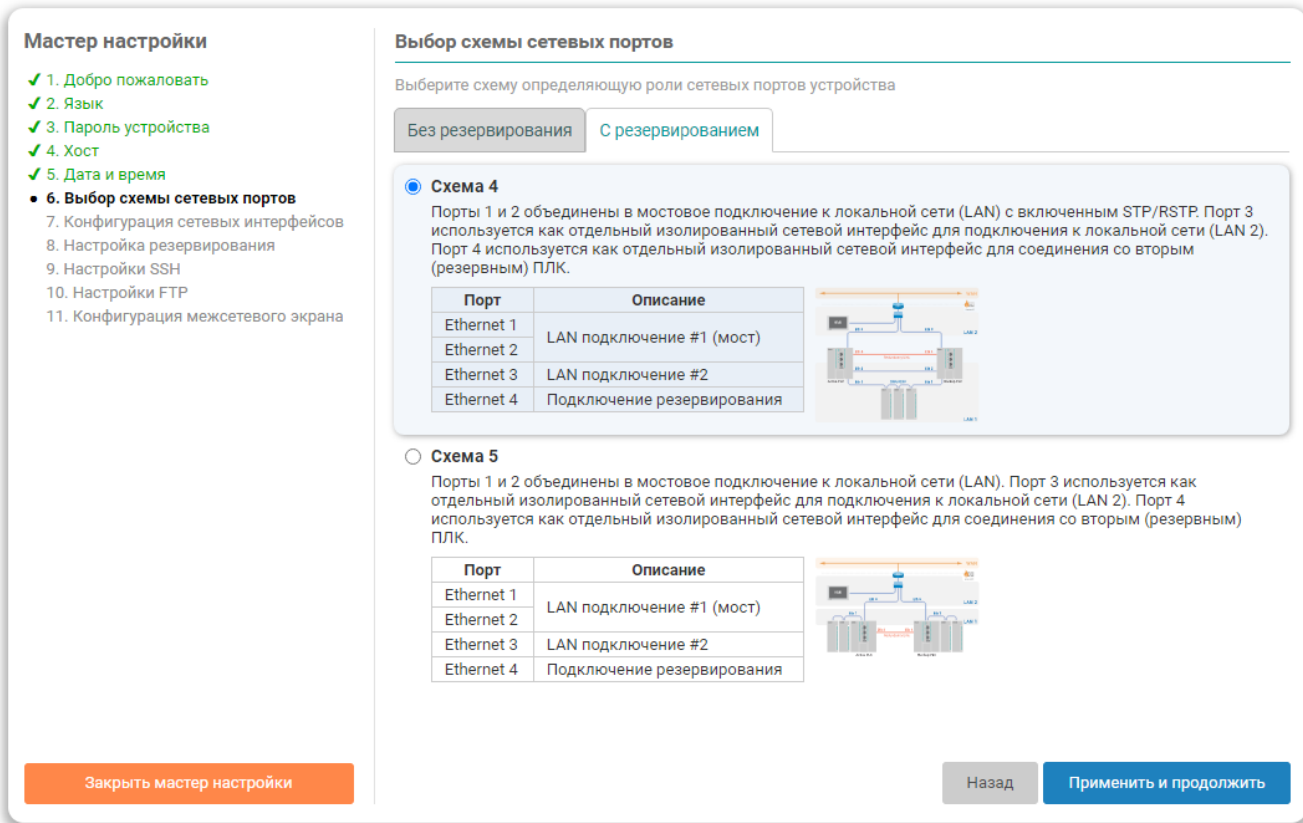 Мастер настройки
✔ 1. Добро пожаловать
✔ 2. Язык
✔ 3. Пароль устройства
✔ 4. Хост
✔ 5. Дата и время
• 6. Выбор схемы сетевых портов
7. Конфигурация сетевых интерфейсов
8. Настройка резервирования
9. Настройки SSH
10. Настройки FTP
11. Конфигурация межсетевого экрана
Закрыть мастер настройки
Выбор схемы сетевых портов
Выберите схему определяющую роли сетевых портов устройства
Без резервирования
С резервированием
Схема 4
Порты 1 и 2 объединены в мостовое подключение к локальной сети (LAN) с включенным STP/RSTP. Порт 3
используется как отдельный изолированный сетевой интерфейс для подключения к локальной сети (LAN 2).
Порт 4 используется как отдельный изолированный сетевой интерфейс для соединения со вторым
(резервным) ПЛК.
Порт Описание
Ethernet 1
LAN подключение #1 (мост)
Ethernet 2
Ethernet 3 LAN подключение #2
Ethernet 4 Подключение резервирования
LAN 2
LAN 1
Схема 5
Порты 1 и 2 объединены в мостовое подключение к локальной сети (LAN). Порт 3 используется как
отдельный изолированный сетевой интерфейс для подключения к локальной сети (LAN 2). Порт 4
используется как отдельный изолированный сетевой интерфейс для соединения со вторым (резервным)
ПЛК.
Порт Описание
Ethernet 1
LAN подключение #1 (мост)
Ethernet 2
Ethernet 3 LAN подключение #2
Ethernet 4 Подключение резервирования
LAN 2
LAN 1
Назад
Применить и продолжить